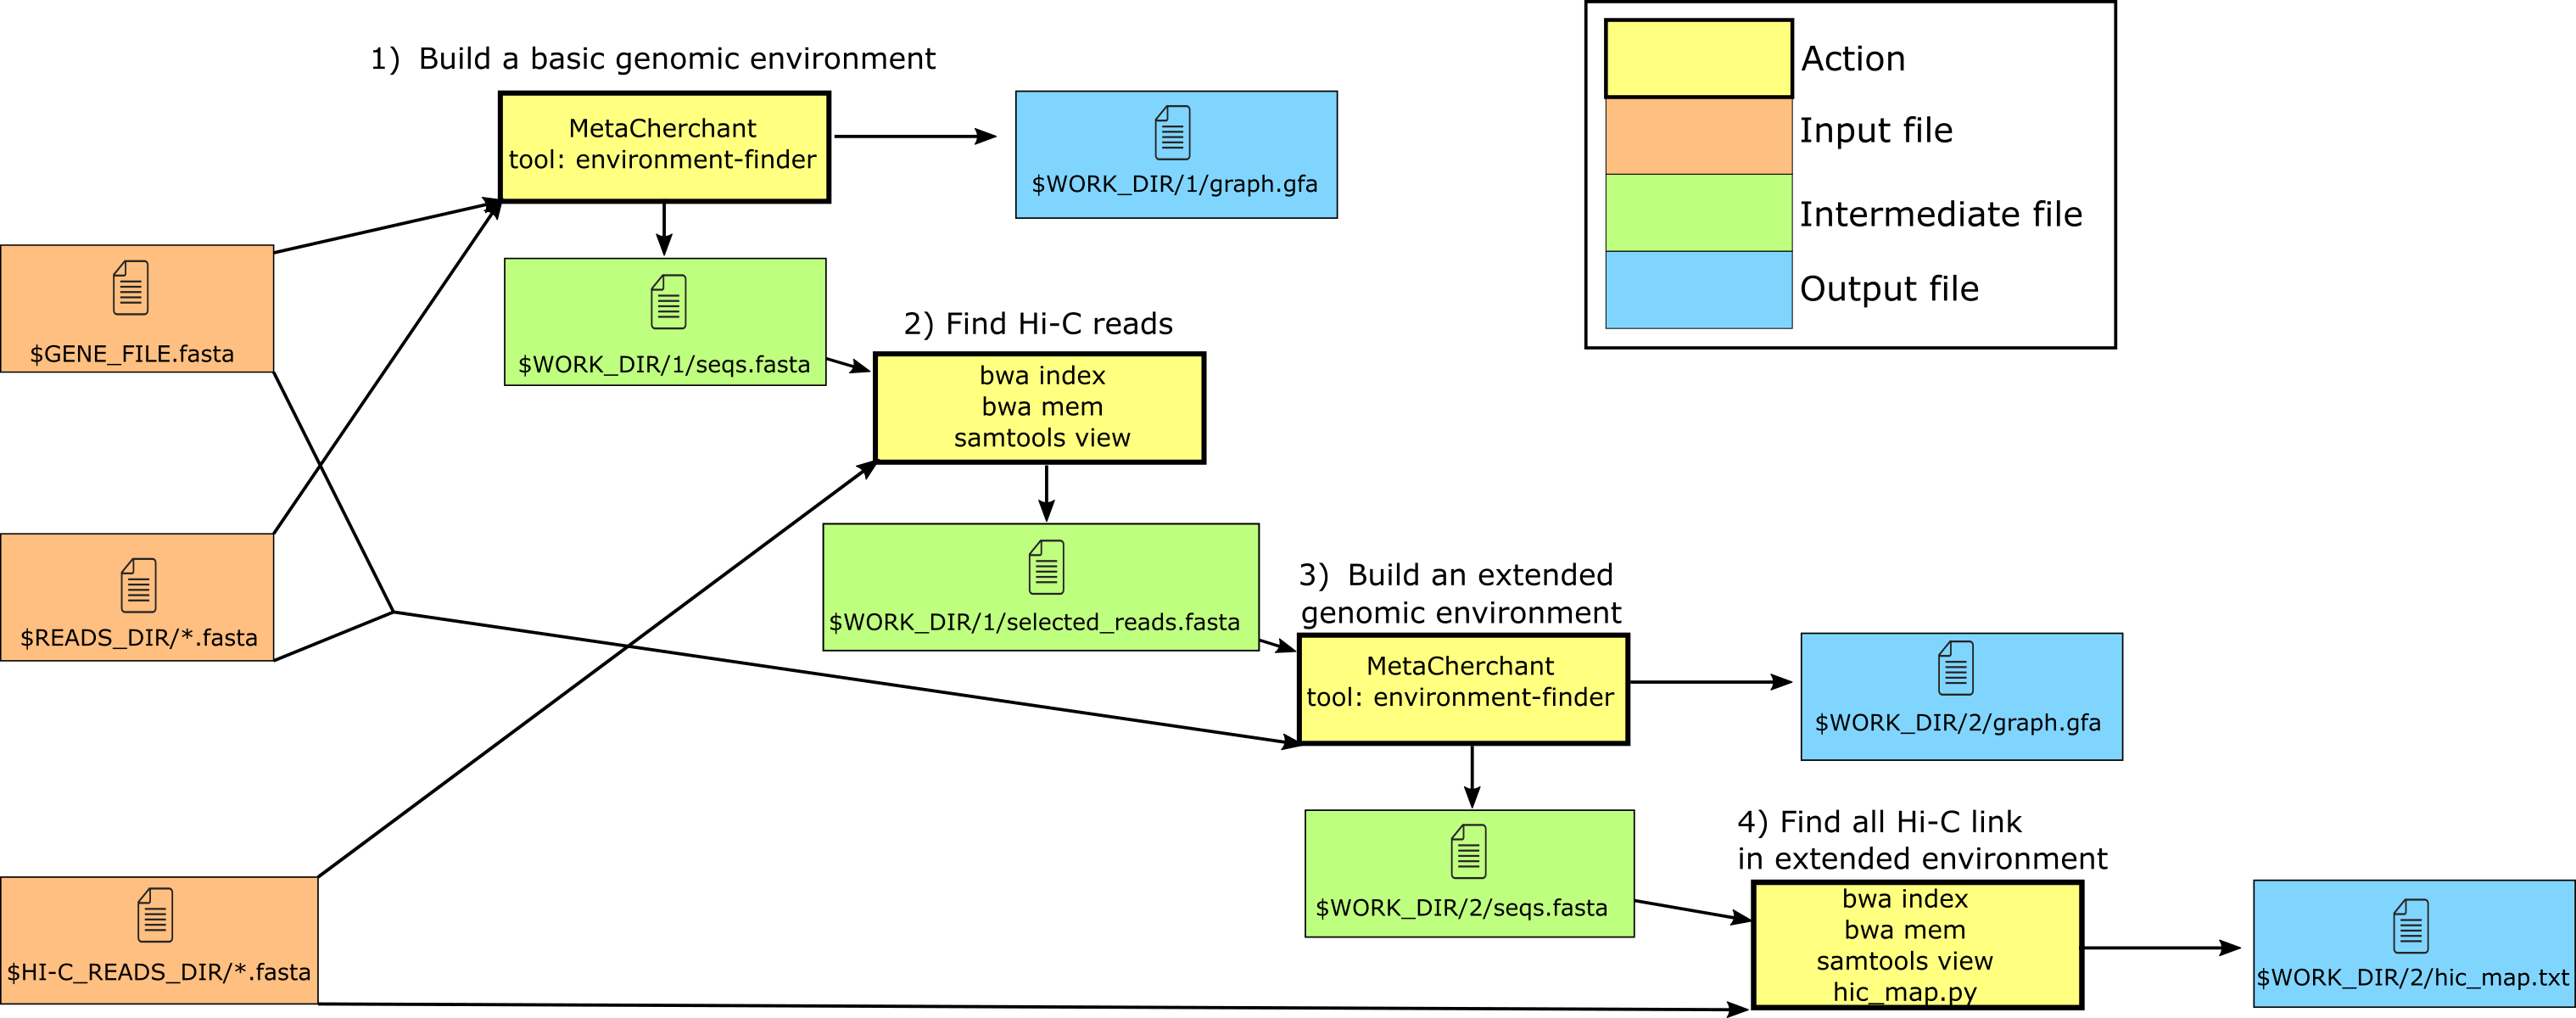 1) Build a basic genomic environment
MetaCherchant
tool: environment-finder
$WORK_DIR/1/graph.gfa
Action
Input file
Intermediate file
Output file
$GENE_FILE.fasta
$WORK_DIR/1/seqs.fasta
2) Find Hi-C reads
bwa index
bwa mem
samtools view
$READS_DIR/*.fasta
$WORK_DIR/1/selected_reads.fasta
3) Build an extended
genomic environment
MetaCherchant
tool: environment-finder
$WORK_DIR/2/graph.gfa
$HI-C_READS_DIR/*.fasta
$WORK_DIR/2/seqs.fasta
4) Find all Hi-C link
in extended environment
bwa index
bwa mem
samtools view
hic_map.py
$WORK_DIR/2/hic_map.txt